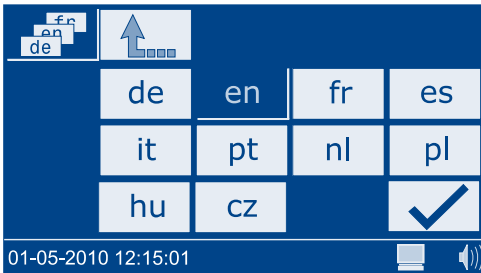 fr
en
de
de en fr es
it pt nl pl
hu cz
01-05-2010 12:15:01